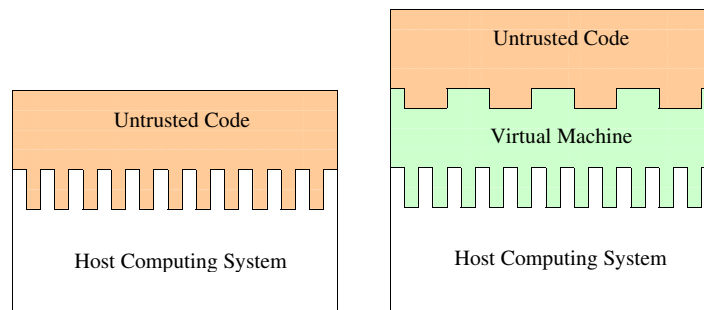 Untrusted Code
Host Computing System
Untrusted Code
Virtual Machine
Host Computing System